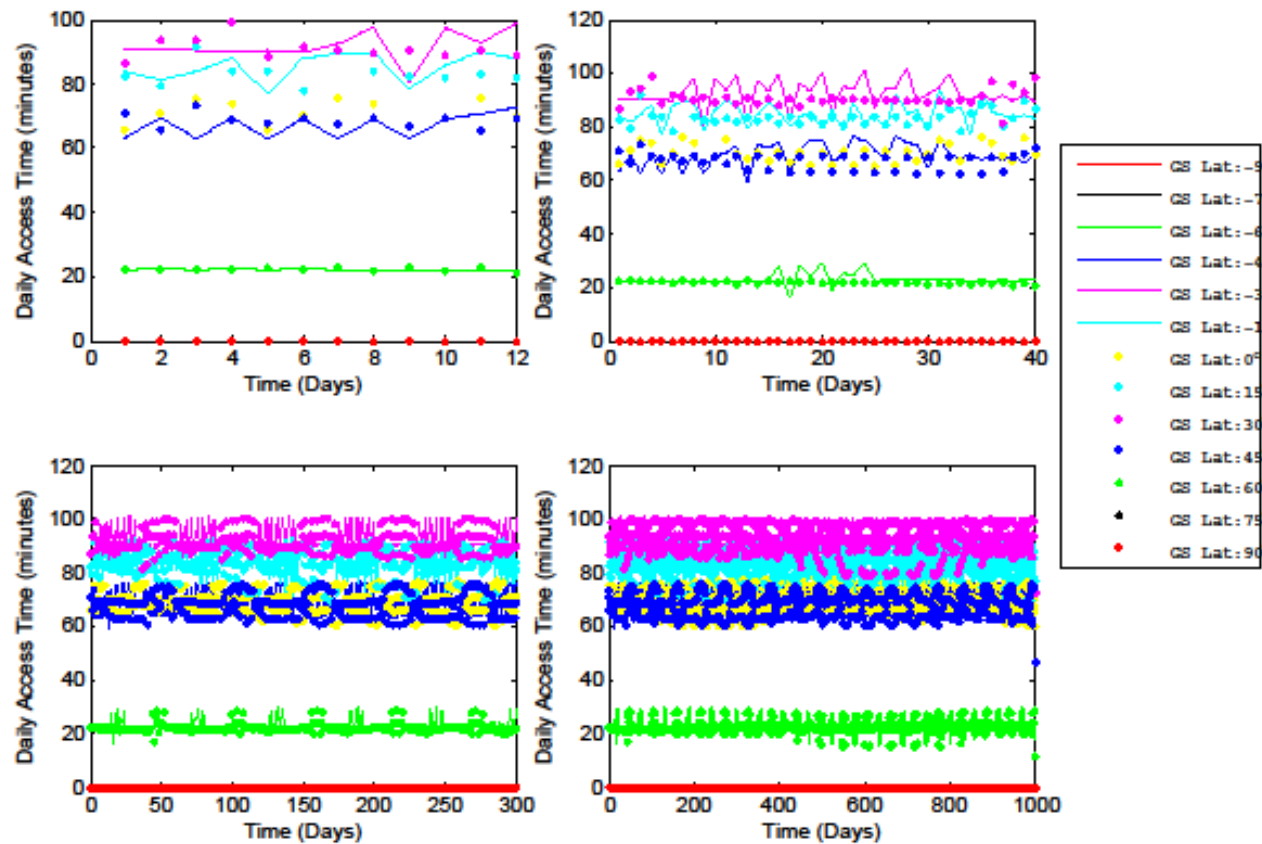 100
80
60
40
20
0
Daily Access Time (minutes)
0 2 4 6 8 10 12
Time (Days)
120
100
80
60
40
20
0
Daily Access Time (minutes)
0 10 20 30 40
Time (Days)
120
100
80
60
40
20
0
Daily Access Time (minutes)
0 50 100 150 200 250 300
Time (Days)
120
100
80
60
40
20
0
Daily Access Time (minutes)
0 200 400 600 800 1000
Time (Days)
GS Lat:-9
GS Lat:-7
GS Lat:-6
GS Lat:-4
GS Lat:-3
GS Lat:-1
GS Lat:0°
GS Lat:15
GS Lat:30
GS Lat:45
GS Lat:60
GS Lat:75
GS Lat:90